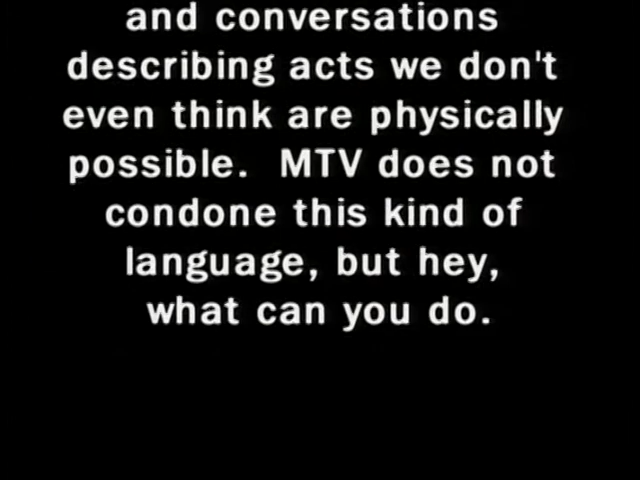 and conversations
describing acts we don't
even think are physically
possible.  MTV does not
condone this kind of
language, but hey,
what can you do.